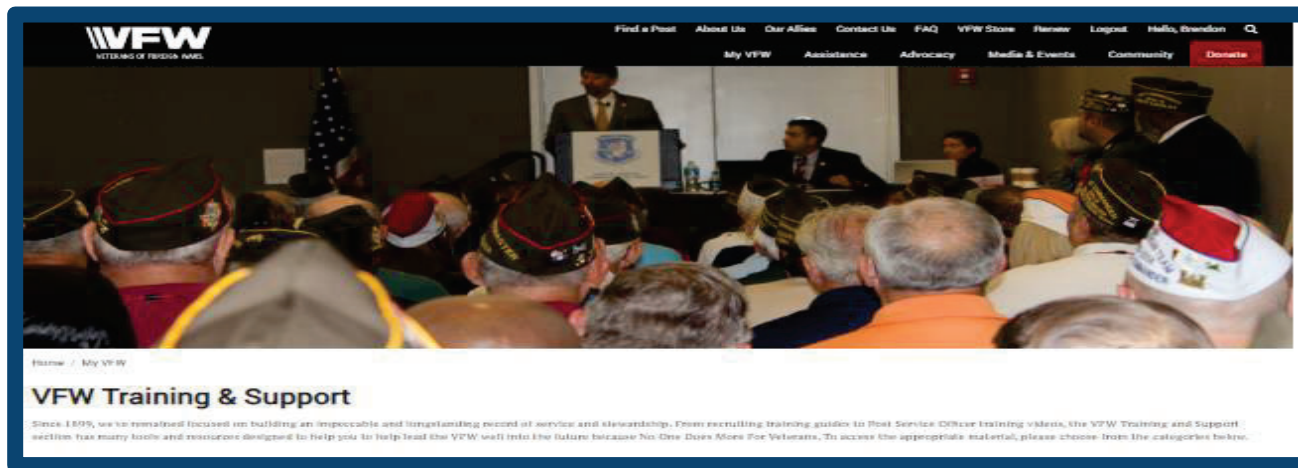 Find a Post About Us Our Allies Contact Us FAQ VFW Store Renew Logout Hello, Brendon
VFW
VETERANS OF FOREIGN WARS.
My VFW Assistance Advocacy Media & Events Community Donate
Home / My VFW
VFW Training & Support
Since 1899, we've remained focused on building an impeccable and longstanding record of service and stewardship. From recruiting training guides to Post Service Officer training videos, the VFW Training and Support
section has many tools and resources designed to help you to help lead the VFW well into the future because No One Does More For Veterans. To access the appropriate material, please choose from the categories below.